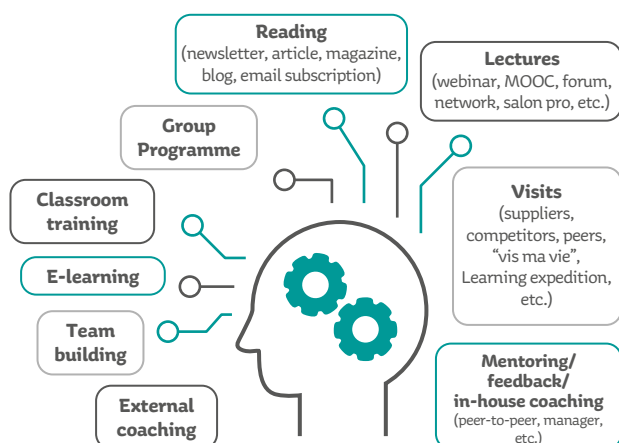 Reading
(newsletter, article, magazine,
blog, email subscription)
Lectures
(webinar, MOOC, forum,
network, salon pro, etc.)
Group
Programme
Classroom
training
Visits
(suppliers,
competitors, peers,
“vis ma vie”,
Learning expedition,
etc.)
E-learning
Team
building
Mentoring/
feedback/
in-house coaching
(peer-to-peer, manager,
etc.)
External
coaching